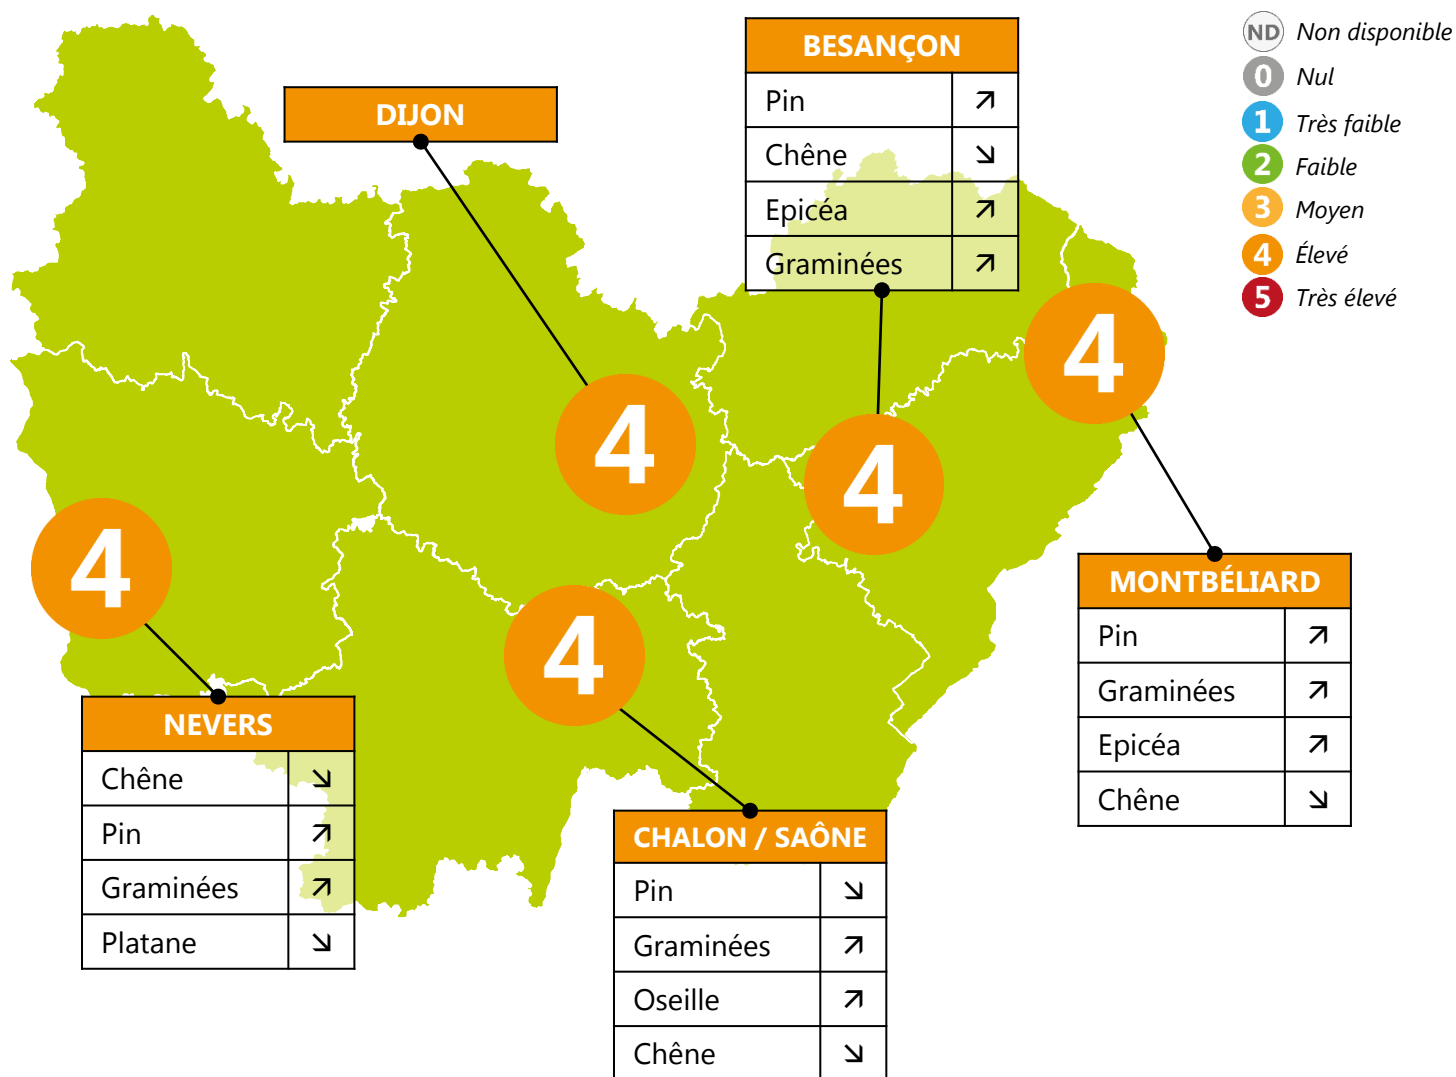 BESANÇON
Pin ↗
Chêne ↘
Epicéa ↗
Graminées ↗
ND Non disponible
0 Nul
1 Très faible
2 Faible
3 Moyen
4 Élevé
5 Très élevé
DIJON
4
4
4
4
4
MONTBÉLIARD
Pin ↗
Graminées ↗
Epicéa ↗
Chêne ↘
NEVERS
Chêne ↘
Pin ↗
Graminées ↗
Platane ↘
CHALON / SAÔNE
Pin ↘
Graminées ↗
Oseille ↗
Chêne ↘